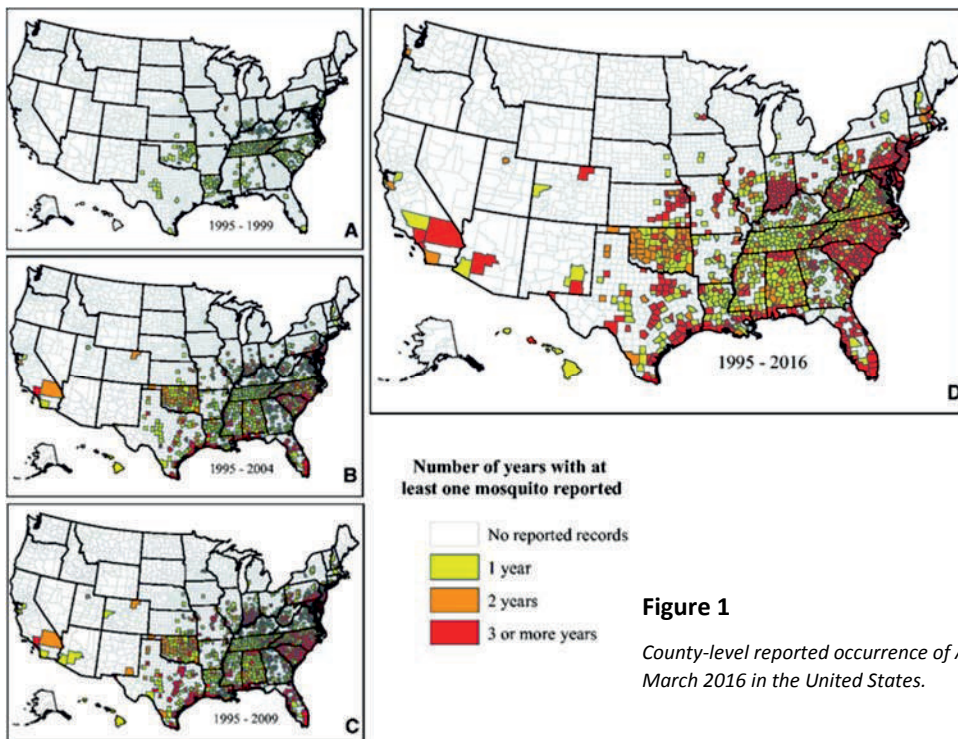 1995 - 1999
A
1995 - 2004
B
1995 - 2009
C
1995 - 2016
D
Number of years with at
least one mosquito reported
No reported records
1 year
2 years
3 or more years
Figure 1
County-level reported occurrence of A
March 2016 in the United States.